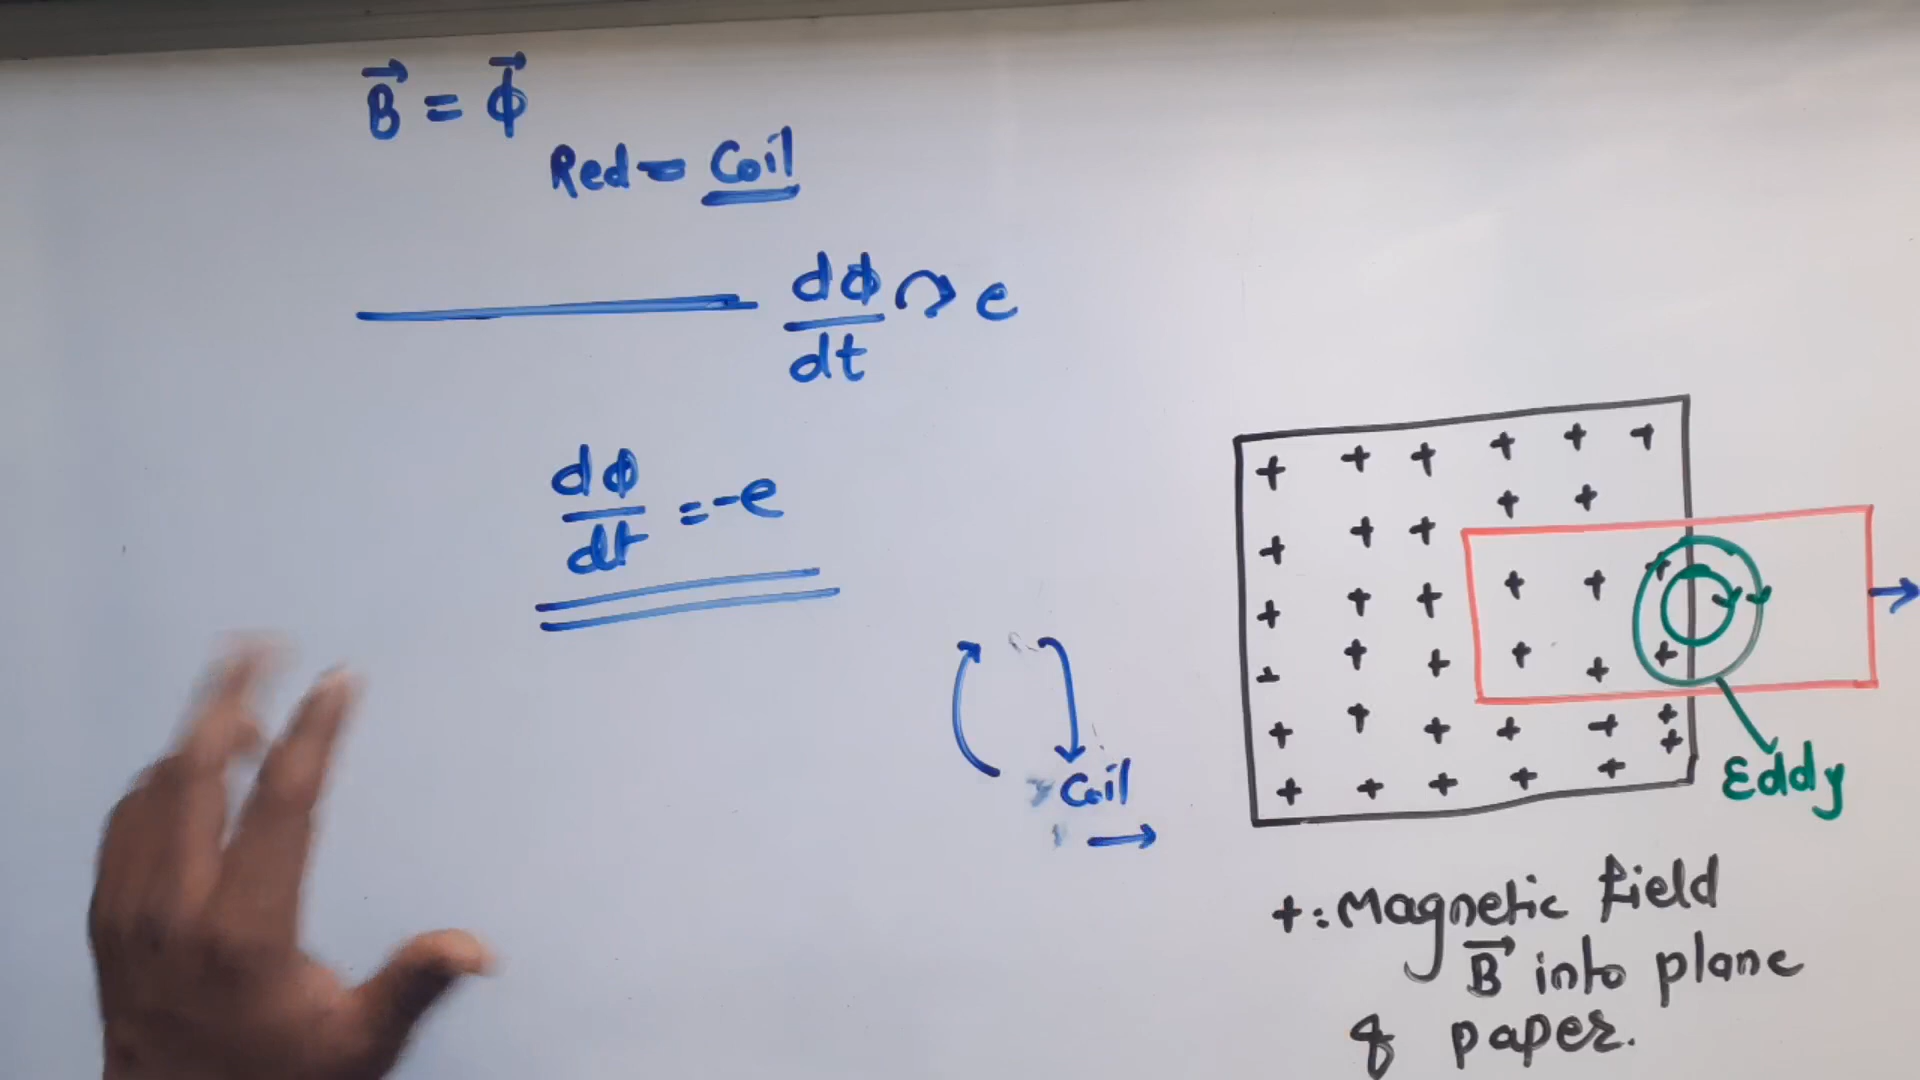 B⃗ = ϕ⃗
Red = Coil
dϕ/dt → e
dϕ/dt = -e
Coil
Eddy
+: Magnetic field
B⃗ into plane
of paper.